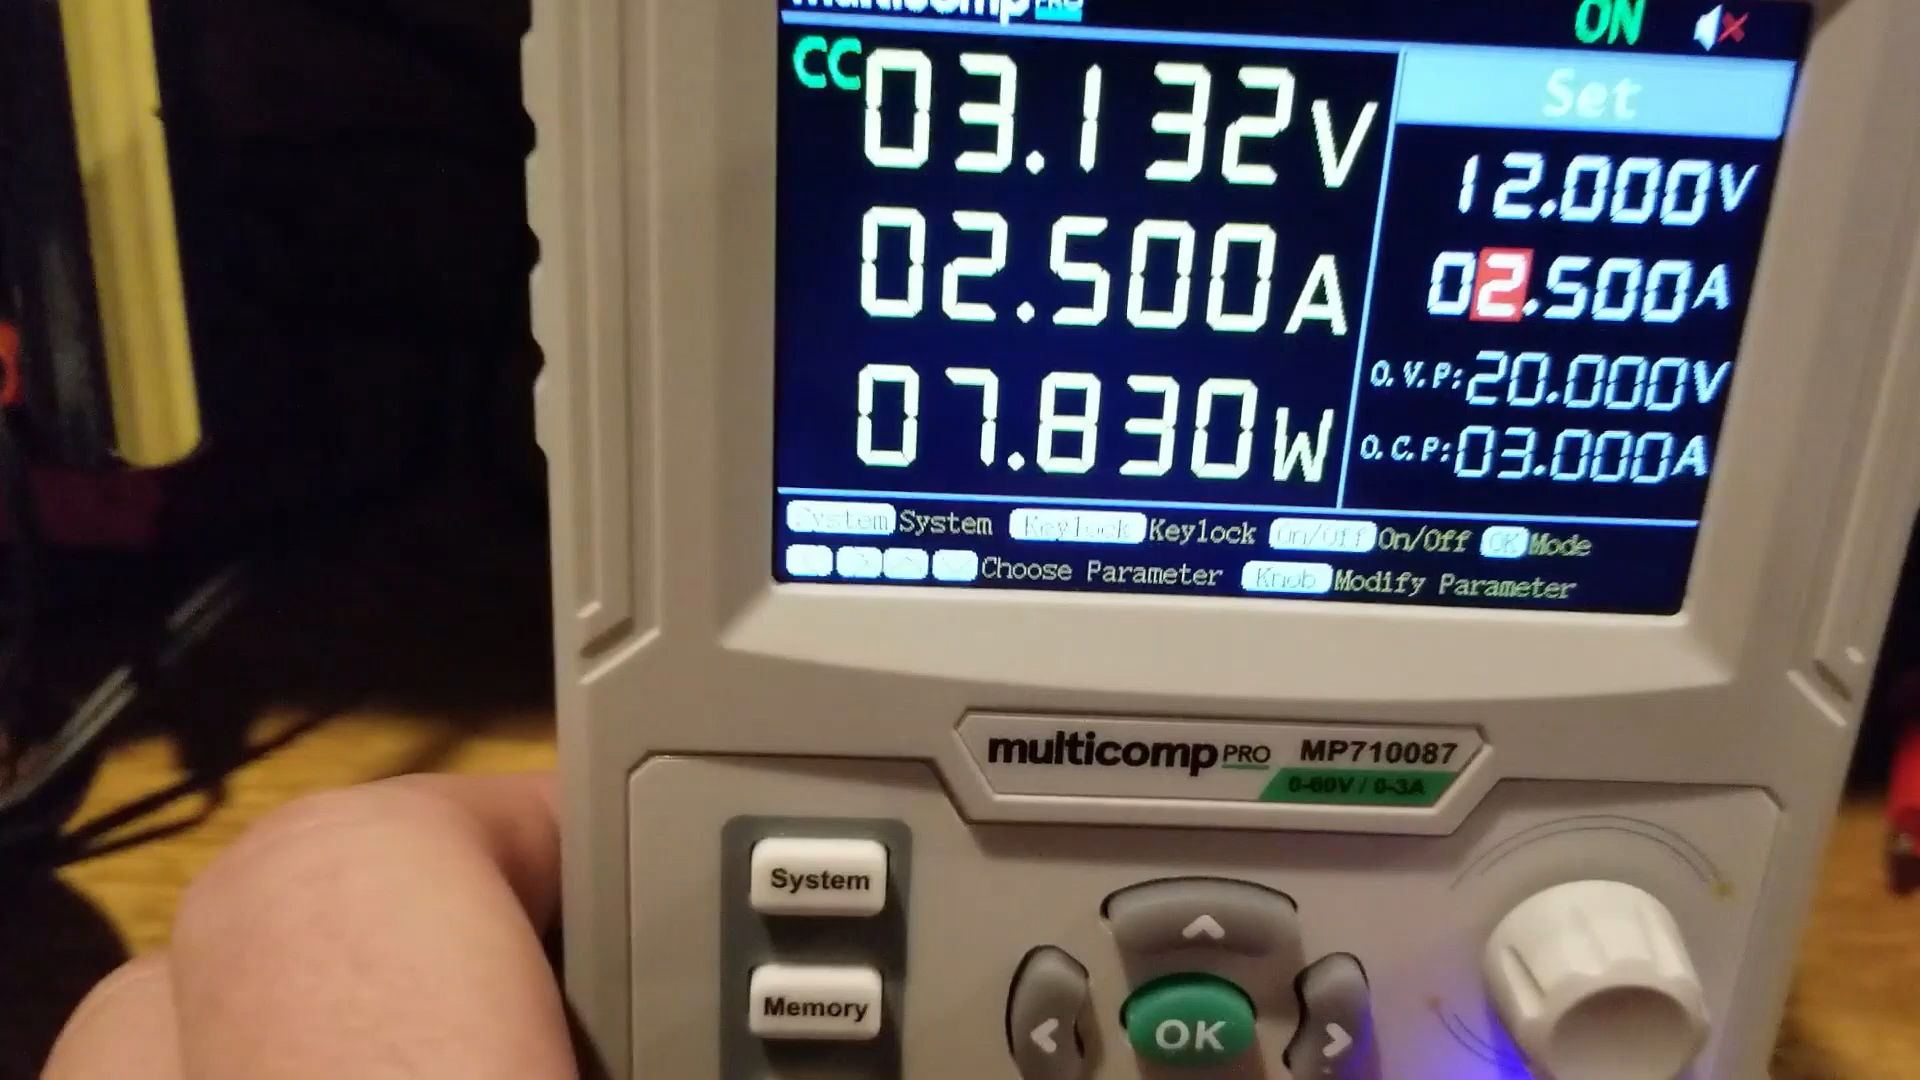 multicomp PRO
ON
CC 03.132V
02.500A
07.830W
Set
12.000V
02.500A
O.V.P:20.000V
O.C.P:03.000A
System System Keylock Keylock On/Off On/Off OK Mode
Choose Parameter Knob Modify Parameter
multicomp PRO MP710087
0-60V / 0-3A
System
Memory
OK